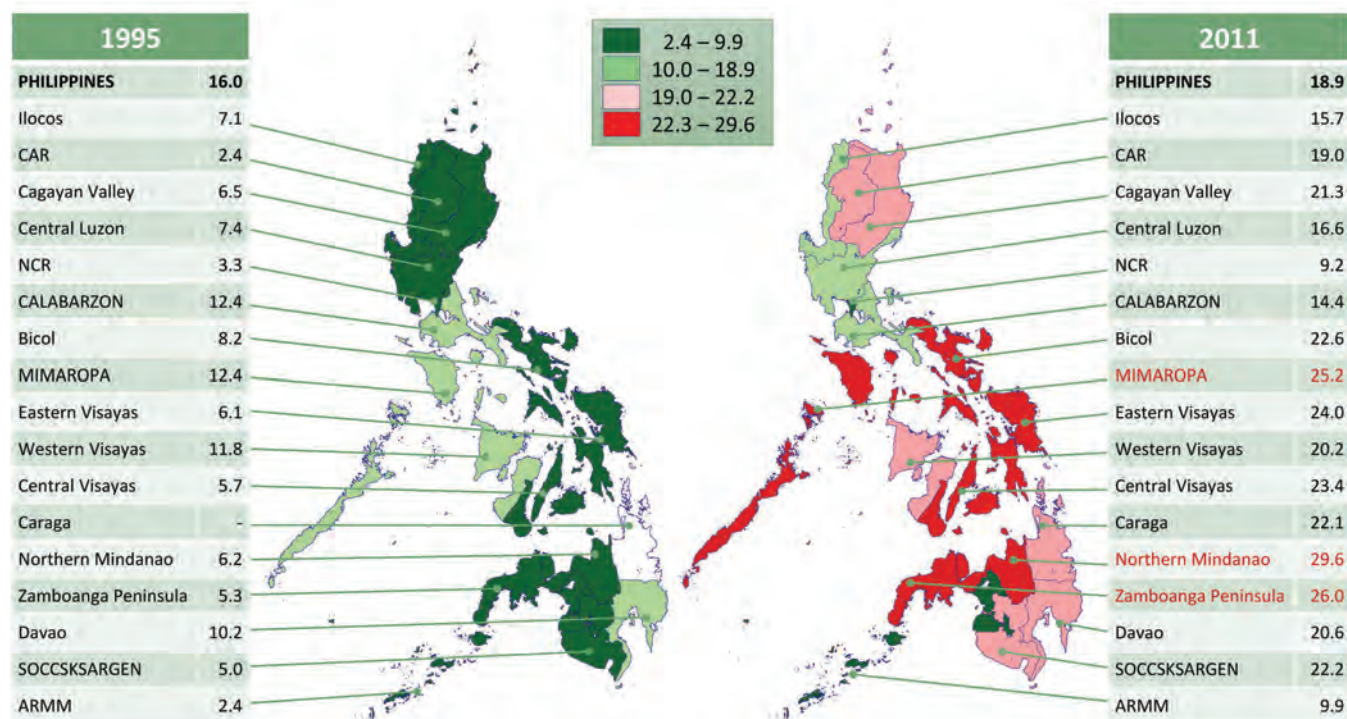 1995
PHILIPPINES 16.0
Ilocos 7.1
CAR 2.4
Cagayan Valley 6.5
Central Luzon 7.4
NCR 3.3
CALABARZON 12.4
Bicol 8.2
MIMAROPA 12.4
Eastern Visayas 6.1
Western Visayas 11.8
Central Visayas 5.7
Caraga -
Northern Mindanao 6.2
Zamboanga Peninsula 5.3
Davao 10.2
SOCCSKSARGEN 5.0
ARMM 2.4
2.4 – 9.9
10.0 – 18.9
19.0 – 22.2
22.3 – 29.6
2011
PHILIPPINES 18.9
Ilocos 15.7
CAR 19.0
Cagayan Valley 21.3
Central Luzon 16.6
NCR 9.2
CALABARZON 14.4
Bicol 22.6
MIMAROPA 25.2
Eastern Visayas 24.0
Western Visayas 20.2
Central Visayas 23.4
Caraga 22.1
Northern Mindanao 29.6
Zamboanga Peninsula 26.0
Davao 20.6
SOCCSKSARGEN 22.2
ARMM 9.9